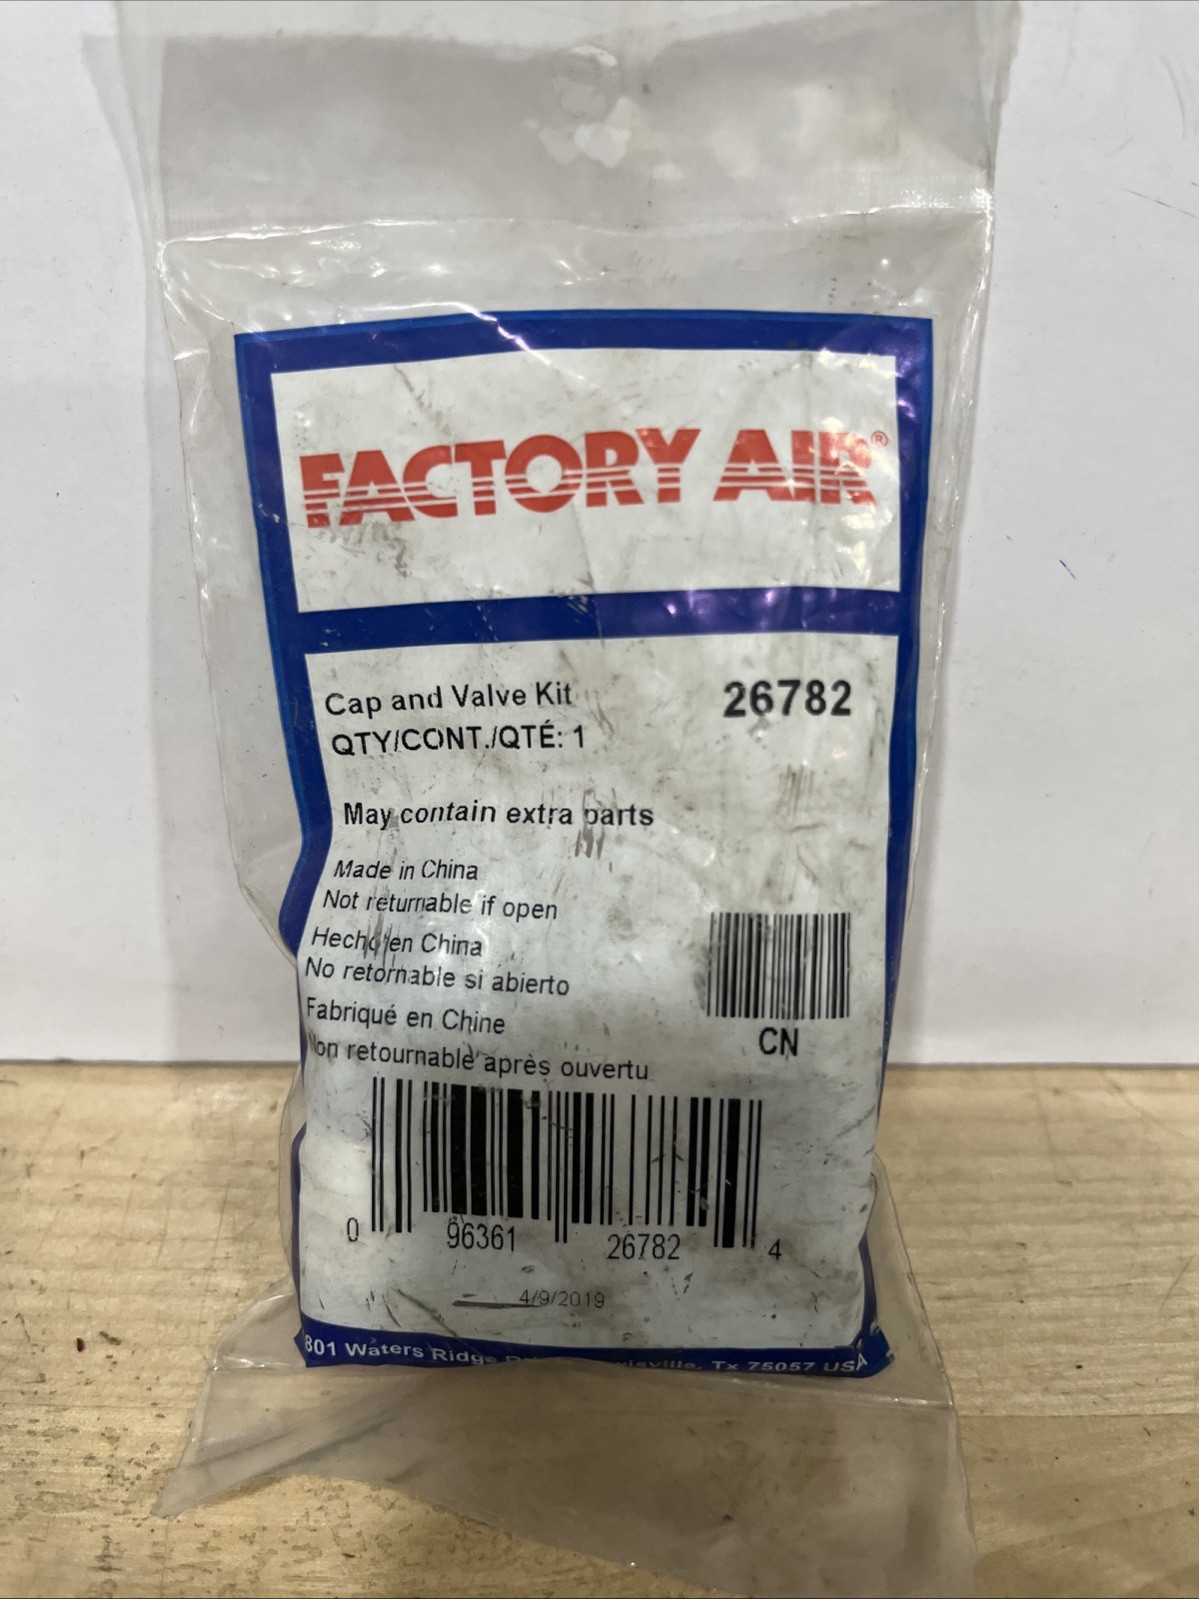 FACTORY AIR®
Cap and Valve Kit
26782
QTY/CONT./QTÉ: 1
May contain extra parts
Made in China
Not returnable if open
Hecho en China
No retornable si abierto
Fabriqué en Chine
Non retournable après ouvertu
CN
0 96361 26782 4
4/9/2019
801 Waters Ridge Tx 75057 USA